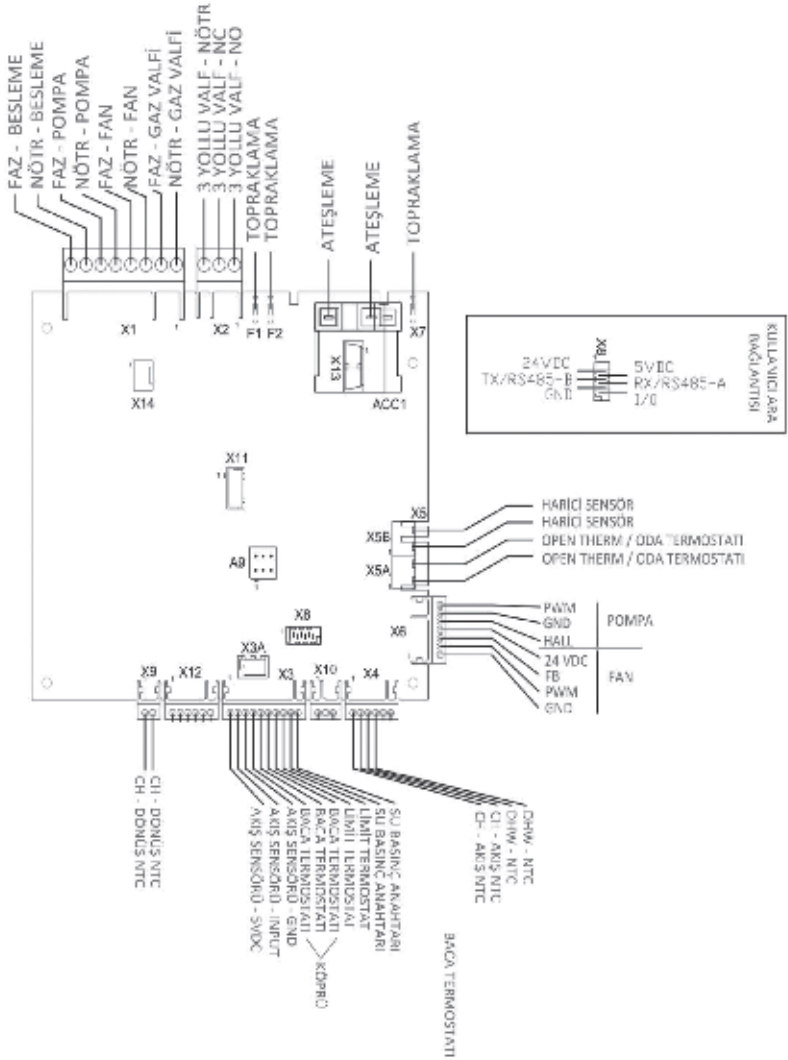 FAZ - BESLEME
NÖTR - BESLEME
FAZ - POMPA
NÖTR - POMPA
FAZ - FAN
NÖTR - FAN
FAZ - GAZ VALFİ
NÖTR - GAZ VALFİ
3 YOLLU VALF - NÖTR
3 YOLLU VALF - NC
3 YOLLU VALF - NO
TOPRAKLAMA
TOPRAKLAMA
ATEŞLEME
ATEŞLEME
TOPRAKLAMA
X1
1
X2
1
F1
F2
X7
X13
ACC1
X14
KULLANICI ARA
BAĞLANTISI
X8
24VDC
TX/RS485-B
GND
5VDC
RX/RS485-A
I/O
X11
1
A9
X5
X5B
X5A
HARİCİ SENSÖR
HARİCİ SENSÖR
OPEN THERM / ODA TERMOSTATI
OPEN THERM / ODA TERMOSTATI
X8
X6
PWM
GND
HALL
POMPA
24 VDC
FB
PWM
GND
FAN
X3A
X9
X12
X3
X10
X4
CH - DÖNÜŞ NTC
CH - DÖNÜŞ NTC
SU BASINÇ ANAHTARI
SU BASINÇ ANAHTARI
LİMİT TERMOSTAT
LİMİT TERMOSTAT
BACA TERMOSTATI
BACA TERMOSTATI
BACA TERMOSTATI
AKIŞ SENSÖRÜ - GND
AKIŞ SENSÖRÜ - INPUT
AKIŞ SENSÖRÜ - 5VDC
KÖPRÜ
DHW - NTC
DHW - NTC
CH - AKIŞ NTC
CH - AKIŞ NTC
BACA TERMOSTATI